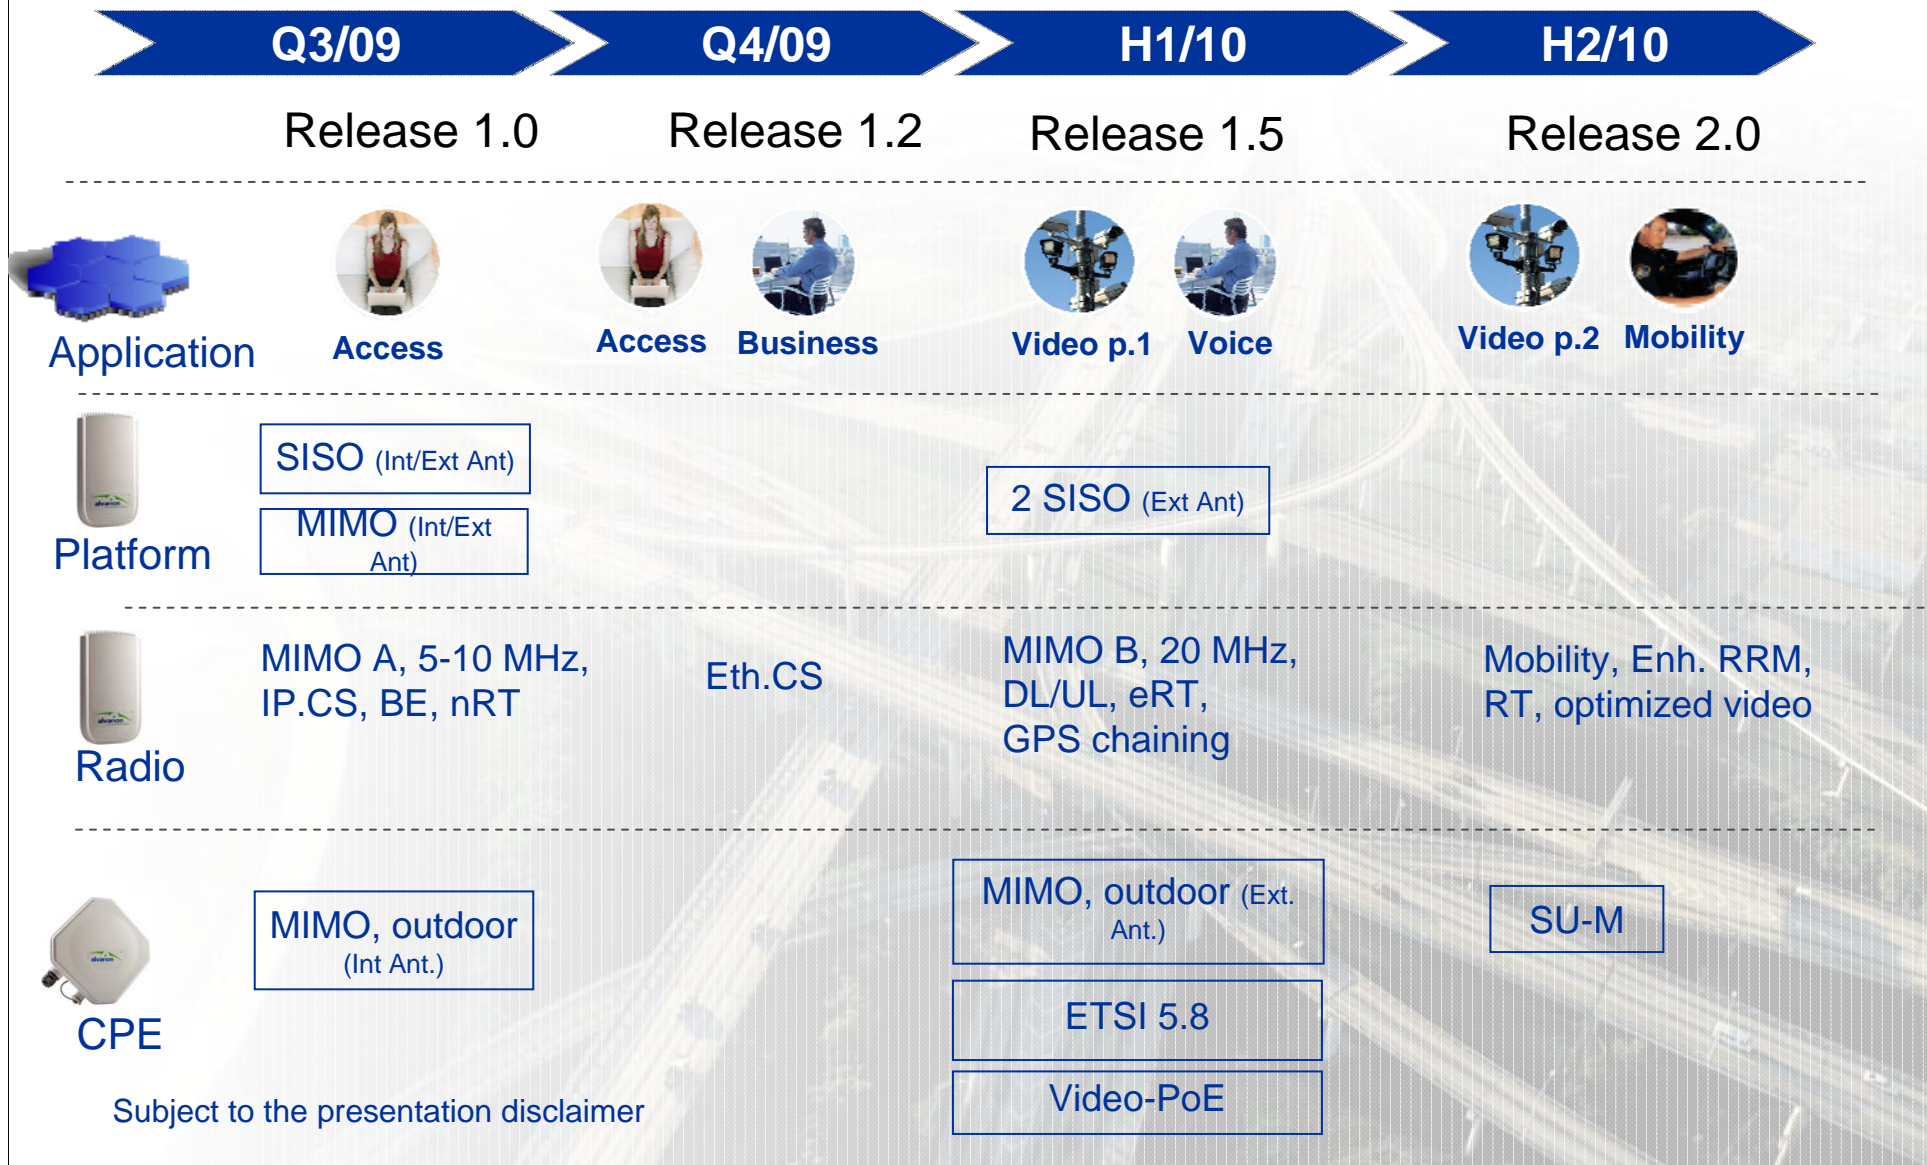 Q3/09
Q4/09
H1/10
H2/10
Release 1.0
Release 1.2
Release 1.5
Release 2.0
Application
Access
Access
Business
Video p.1
Voice
Video p.2
Mobility
alvarion
Platform
SISO (Int/Ext Ant)
MIMO (Int/Ext
Ant)
2 SISO (Ext Ant)
alvarion
Radio
MIMO A, 5-10 MHz,
IP.CS, BE, nRT
Eth.CS
MIMO B, 20 MHz,
DL/UL, eRT,
GPS chaining
Mobility, Enh. RRM,
RT, optimized video
alvarion
CPE
MIMO, outdoor
(Int Ant.)
MIMO, outdoor (Ext.
Ant.)
ETSI 5.8
Video-PoE
SU-M
Subject to the presentation disclaimer